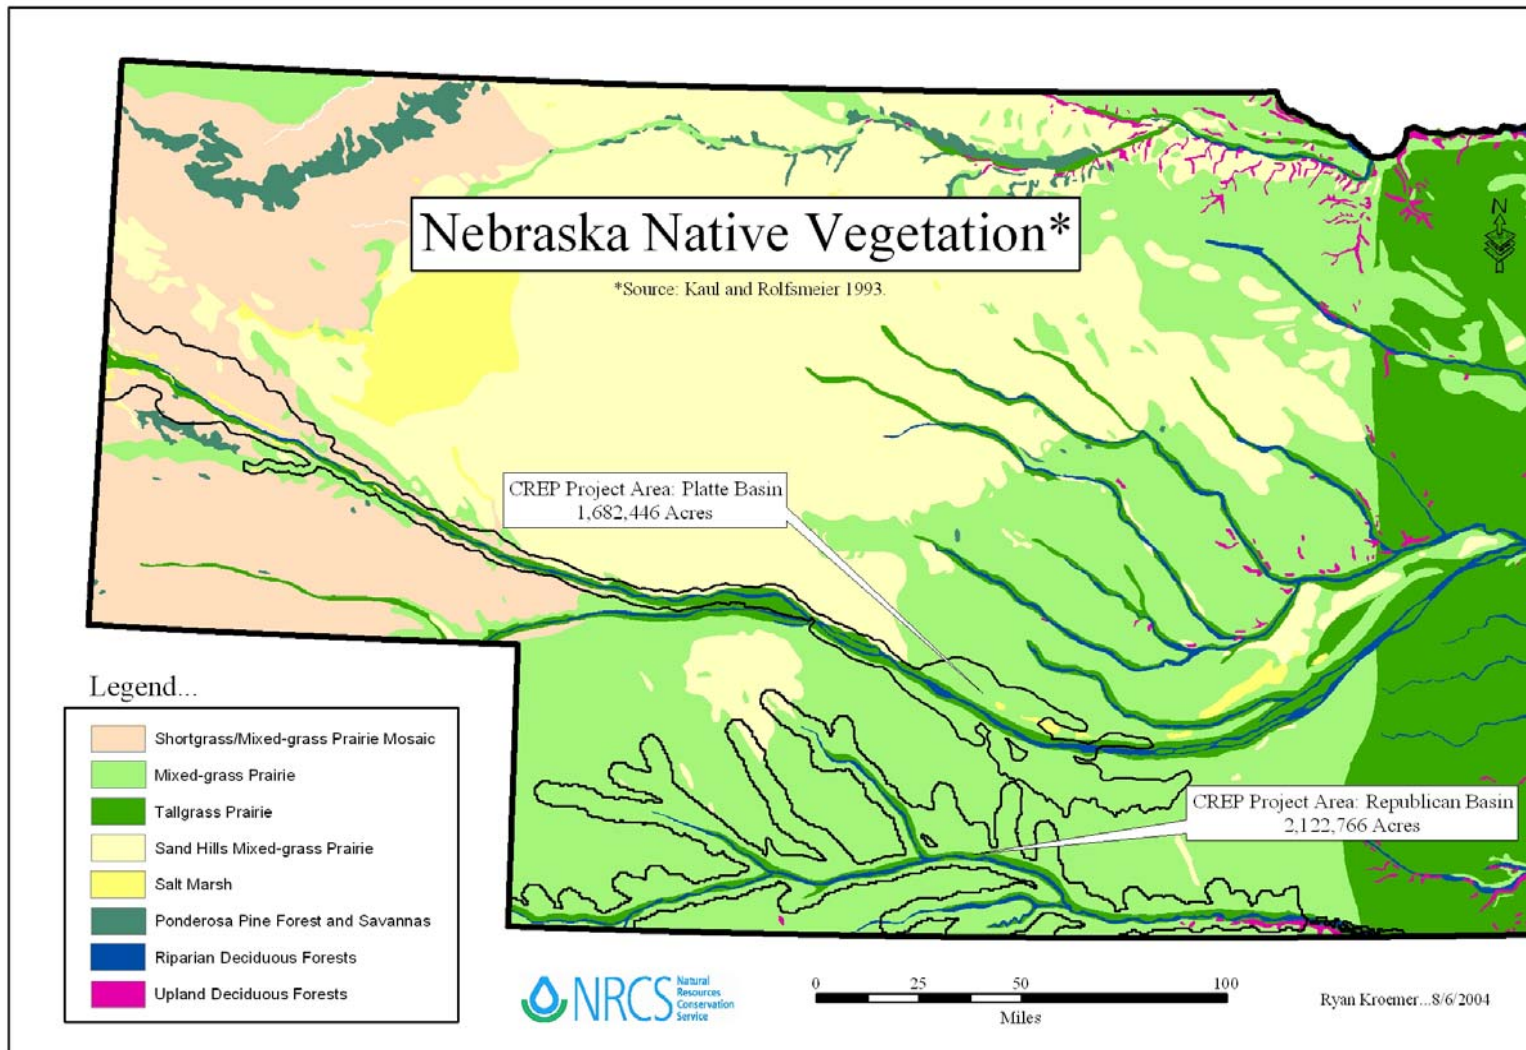 Nebraska Native Vegetation*
*Source: Kaul and Rolfsmeier 1993.
N
CREP Project Area: Platte Basin
1,682,446 Acres
CREP Project Area: Republican Basin
2,122,766 Acres
Legend...
Shortgrass/Mixed-grass Prairie Mosaic
Mixed-grass Prairie
Tallgrass Prairie
Sand Hills Mixed-grass Prairie
Salt Marsh
Ponderosa Pine Forest and Savannas
Riparian Deciduous Forests
Upland Deciduous Forests
NRCS
Natural
Resources
Conservation
Service
0 25 50 100
Miles
Ryan Kroemer...8/6/2004